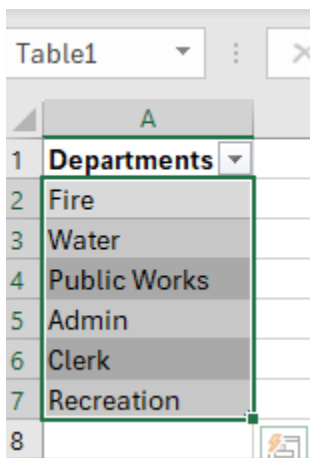 Table1
A
1 Departments
2 Fire
3 Water
4 Public Works
5 Admin
6 Clerk
7 Recreation
8